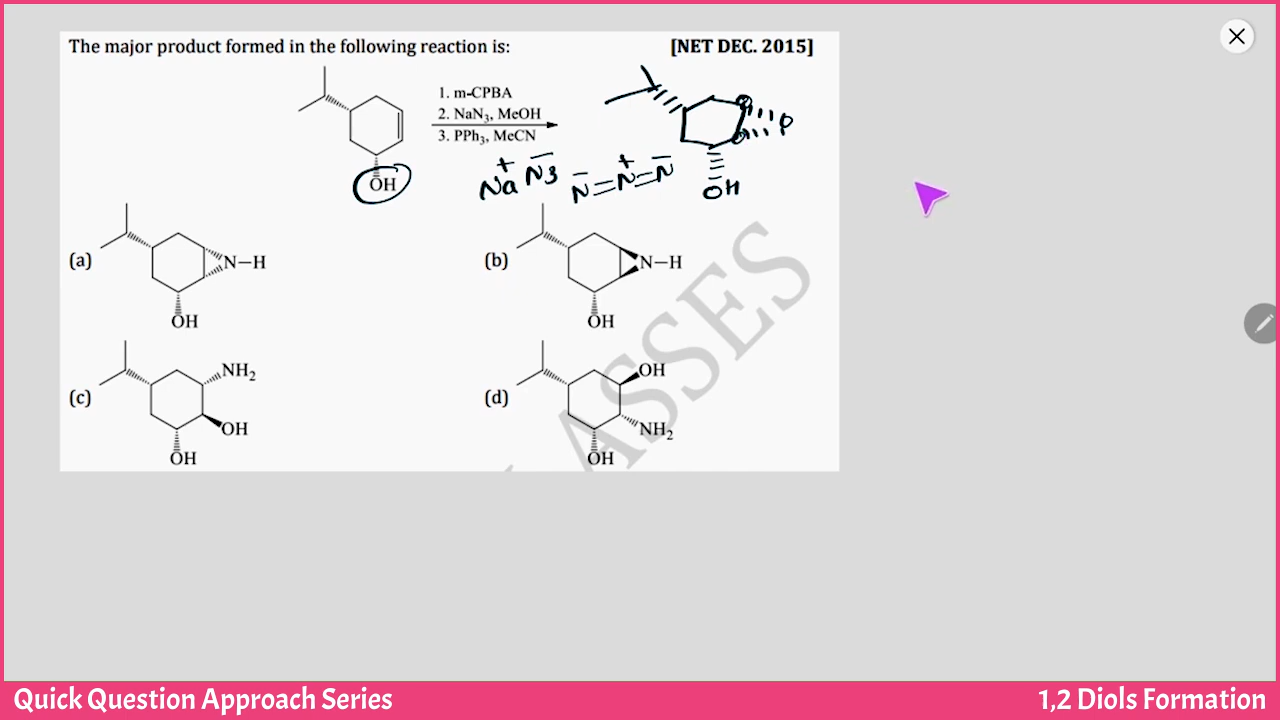 The major product formed in the following reaction is: [NET DEC. 2015]
1. m-CPBA
2. NaN3, MeOH
3. PPh3, MeCN
OH
Na+ N3−
N=N=N
OH
(a) N−H
OH
(b) N−H
OH
(c) NH2
OH
OH
(d) OH
NH2
OH
ASSES
Quick Question Approach Series
1,2 Diols Formation